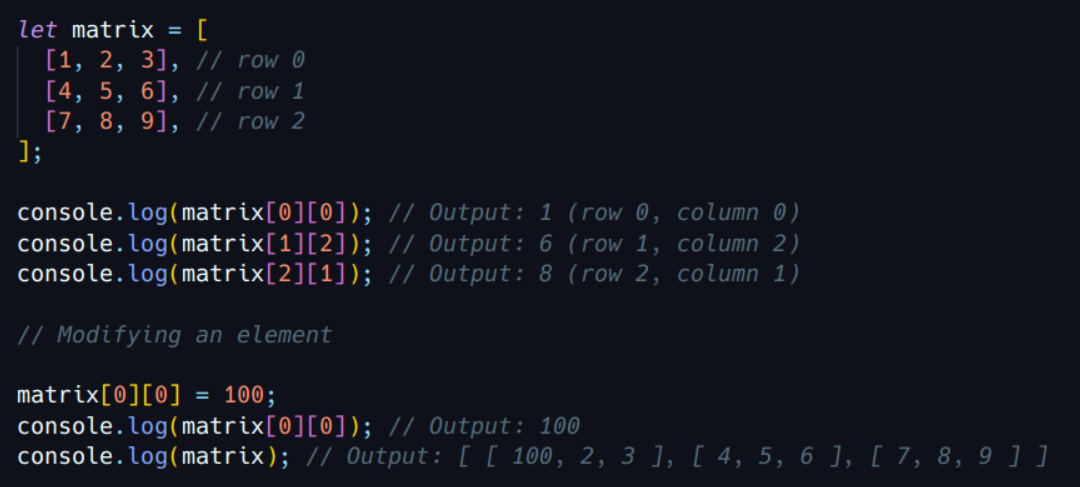 let matrix = [
  [1, 2, 3], // row 0
  [4, 5, 6], // row 1
  [7, 8, 9], // row 2
];
console.log(matrix[0][0]); // Output: 1 (row 0, column 0)
console.log(matrix[1][2]); // Output: 6 (row 1, column 2)
console.log(matrix[2][1]); // Output: 8 (row 2, column 1)
// Modifying an element
matrix[0][0] = 100;
console.log(matrix[0][0]); // Output: 100
console.log(matrix); // Output: [ [ 100, 2, 3 ], [ 4, 5, 6 ], [ 7, 8, 9 ] ]